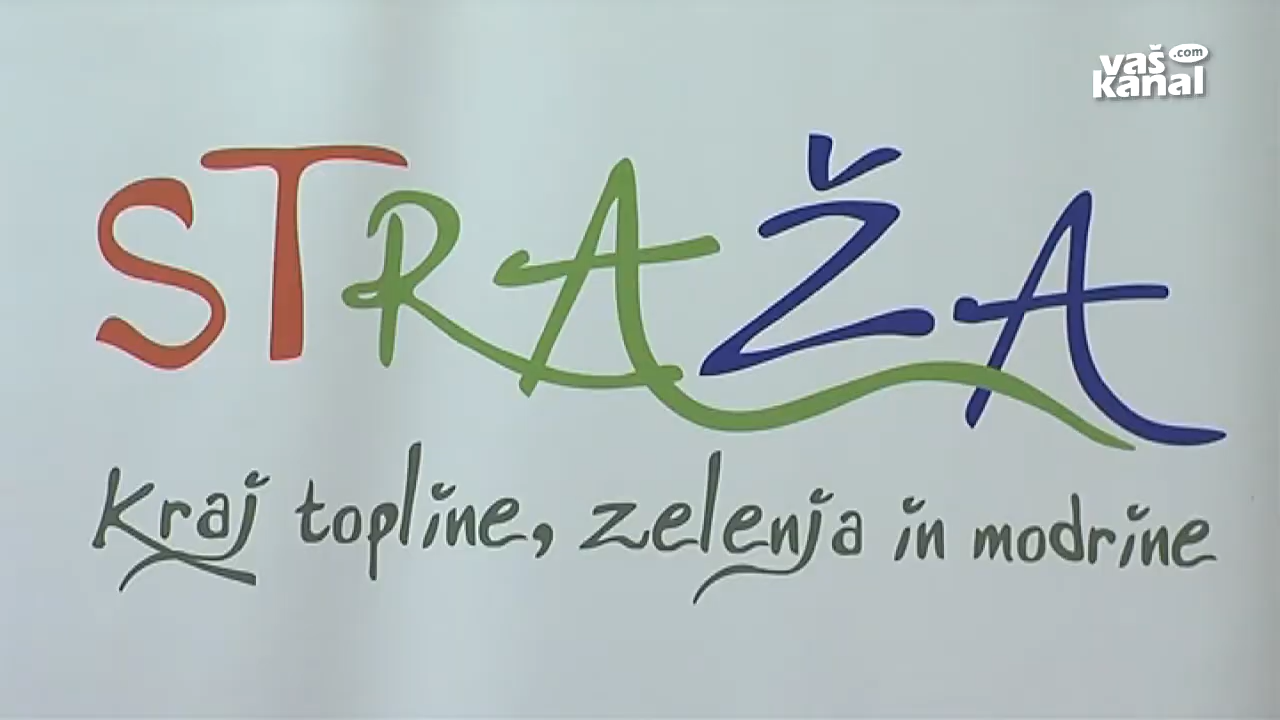 vaš .com
kanal
STRAŽA
kraj topline, zelenja in modrine